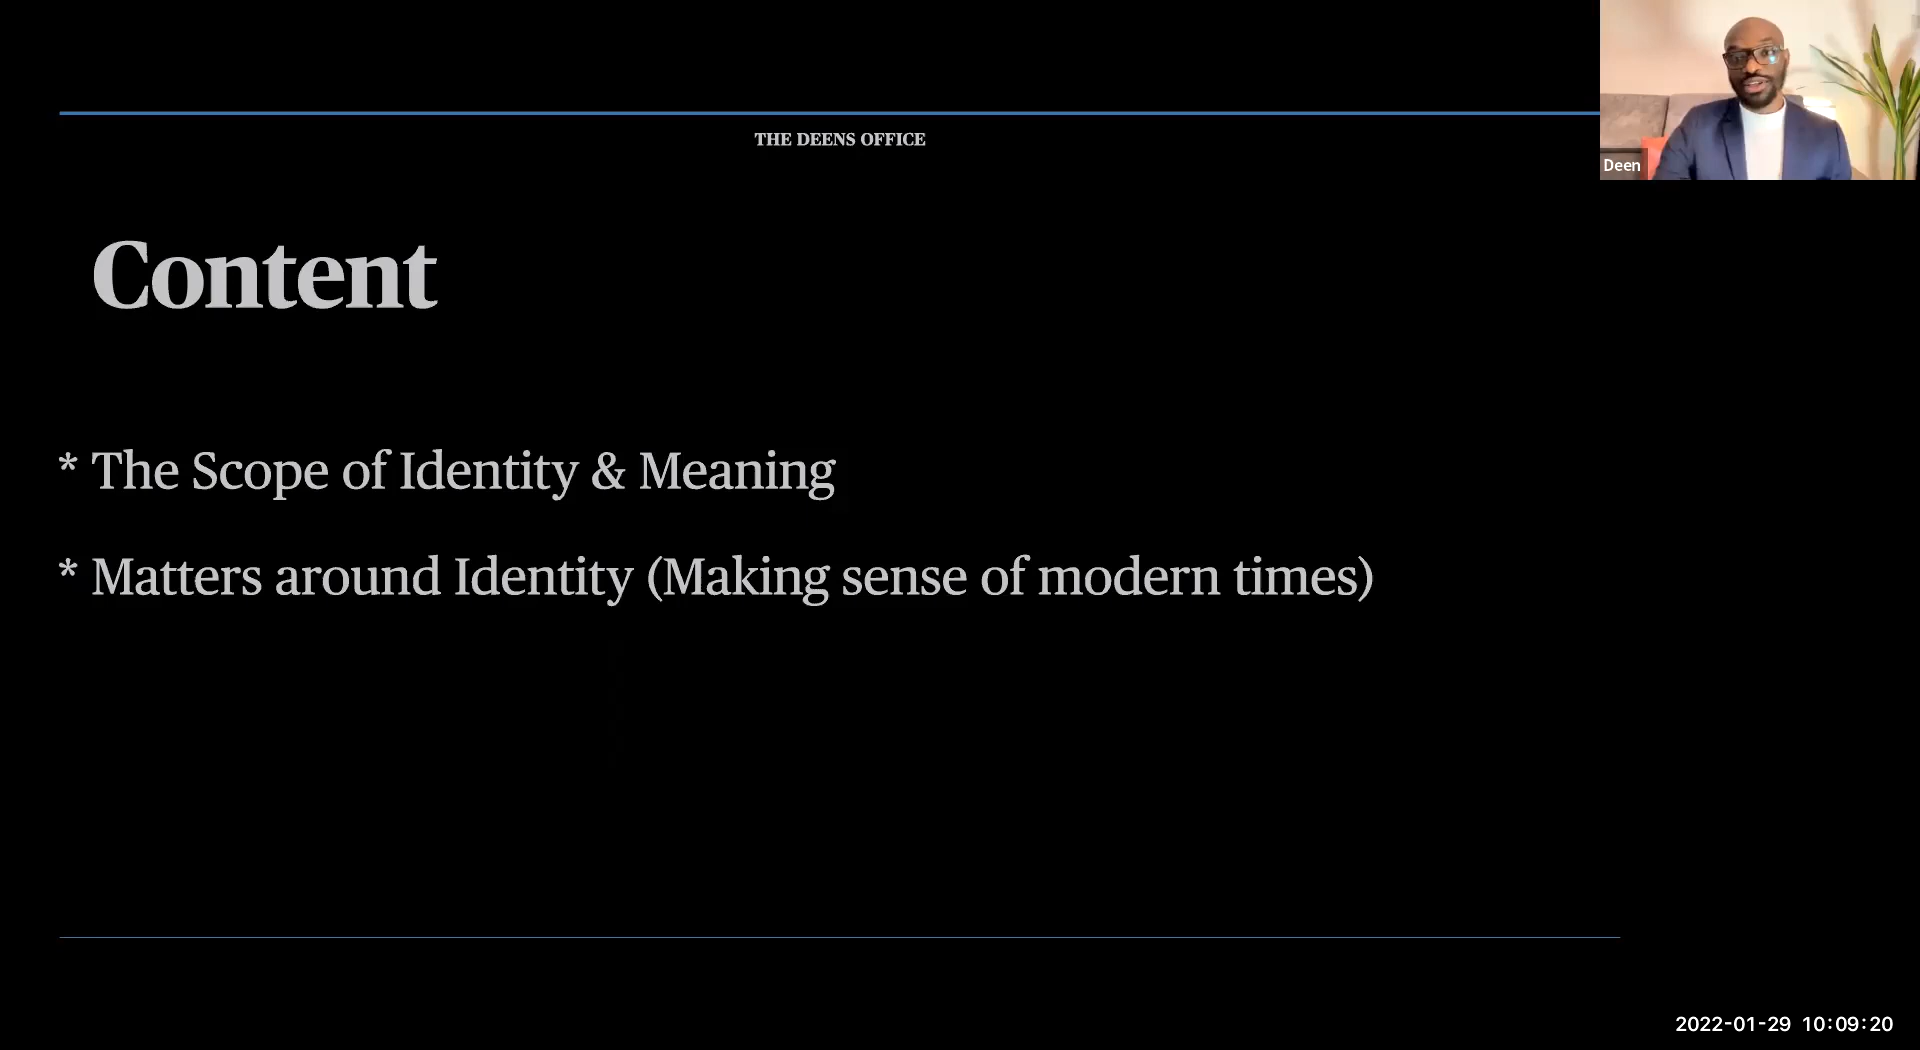 THE DEENS OFFICE
Deen
Content
* The Scope of Identity & Meaning
* Matters around Identity (Making sense of modern times)
2022-01-29 10:09:20